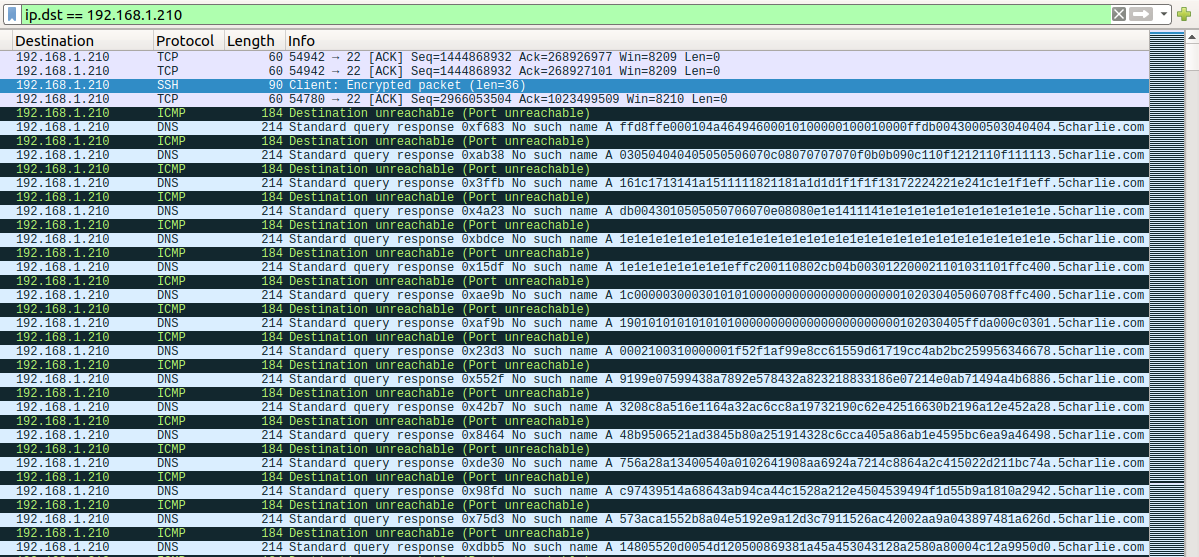 ip.dst == 192.168.1.210
Destination Protocol Length Info
192.168.1.210 TCP 60 54942 → 22 [ACK] Seq=1444868932 Ack=268926977 Win=8209 Len=0
192.168.1.210 TCP 60 54942 → 22 [ACK] Seq=1444868932 Ack=268927101 Win=8209 Len=0
192.168.1.210 SSH 90 Client: Encrypted packet (len=36)
192.168.1.210 TCP 60 54780 → 22 [ACK] Seq=2966053504 Ack=1023499509 Win=8210 Len=0
192.168.1.210 ICMP 184 Destination unreachable (Port unreachable)
192.168.1.210 DNS 214 Standard query response 0xf683 No such name A ffd8ffe000104a46494600010100000100010000ffdb0043000503040404.5charlie.com
192.168.1.210 ICMP 184 Destination unreachable (Port unreachable)
192.168.1.210 DNS 214 Standard query response 0xab38 No such name A 030504040405050506070c08070707070f0b0b090c110f1212110f111113.5charlie.com
192.168.1.210 ICMP 184 Destination unreachable (Port unreachable)
192.168.1.210 DNS 214 Standard query response 0x3ffb No such name A 161c1713141a1511111821181a1d1d1f1f1f13172224221e241c1e1f1eff.5charlie.com
192.168.1.210 ICMP 184 Destination unreachable (Port unreachable)
192.168.1.210 DNS 214 Standard query response 0x4a23 No such name A db0043010505050706070e08080e1e1411141e1e1e1e1e1e1e1e1e1e1e1e.5charlie.com
192.168.1.210 ICMP 184 Destination unreachable (Port unreachable)
192.168.1.210 DNS 214 Standard query response 0xbdce No such name A 1e1e1e1e1e1e1e1e1e1e1e1e1e1e1e1e1e1e1e1e1e1e1e1e1e1e1e1e1e1e.5charlie.com
192.168.1.210 ICMP 184 Destination unreachable (Port unreachable)
192.168.1.210 DNS 214 Standard query response 0x15df No such name A 1e1e1e1e1e1e1e1effc200110802cb04b003012200021101031101ffc400.5charlie.com
192.168.1.210 ICMP 184 Destination unreachable (Port unreachable)
192.168.1.210 DNS 214 Standard query response 0xae9b No such name A 1c0000030003010101000000000000000000000102030405060708ffc400.5charlie.com
192.168.1.210 ICMP 184 Destination unreachable (Port unreachable)
192.168.1.210 DNS 214 Standard query response 0xaf9b No such name A 190101010101010100000000000000000000000102030405ffda000c0301.5charlie.com
192.168.1.210 ICMP 184 Destination unreachable (Port unreachable)
192.168.1.210 DNS 214 Standard query response 0x23d3 No such name A 0002100310000001f52f1af99e8cc61559d61719cc4ab2bc259956346678.5charlie.com
192.168.1.210 ICMP 184 Destination unreachable (Port unreachable)
192.168.1.210 DNS 214 Standard query response 0x552f No such name A 9199e07599438a7892e578432a823218833186e07214e0ab71494a4b6886.5charlie.com
192.168.1.210 ICMP 184 Destination unreachable (Port unreachable)
192.168.1.210 DNS 214 Standard query response 0x42b7 No such name A 3208c8a516e1164a32ac6cc8a19732190c62e42516630b2196a12e452a28.5charlie.com
192.168.1.210 ICMP 184 Destination unreachable (Port unreachable)
192.168.1.210 DNS 214 Standard query response 0x8464 No such name A 48b9506521ad3845b80a251914328c6cca405a86ab1e4595bc6ea9a46498.5charlie.com
192.168.1.210 ICMP 184 Destination unreachable (Port unreachable)
192.168.1.210 DNS 214 Standard query response 0xde30 No such name A 756a28a13400540a0102641908aa6924a7214c8864a2c415022d211bc74a.5charlie.com
192.168.1.210 ICMP 184 Destination unreachable (Port unreachable)
192.168.1.210 DNS 214 Standard query response 0x98fd No such name A c97439514a68643ab94ca44c1528a212e4504539494f1d55b9a1810a2942.5charlie.com
192.168.1.210 ICMP 184 Destination unreachable (Port unreachable)
192.168.1.210 DNS 214 Standard query response 0x75d3 No such name A 573aca1552b8a04e5192e9a12d3c7911526ac42002aa9a043897481a626d.5charlie.com
192.168.1.210 ICMP 184 Destination unreachable (Port unreachable)
192.168.1.210 DNS 214 Standard query response 0xdbb5 No such name A 14805520d0054d120500869381a45a453043128a2580a80004c12a9950d0.5charlie.com